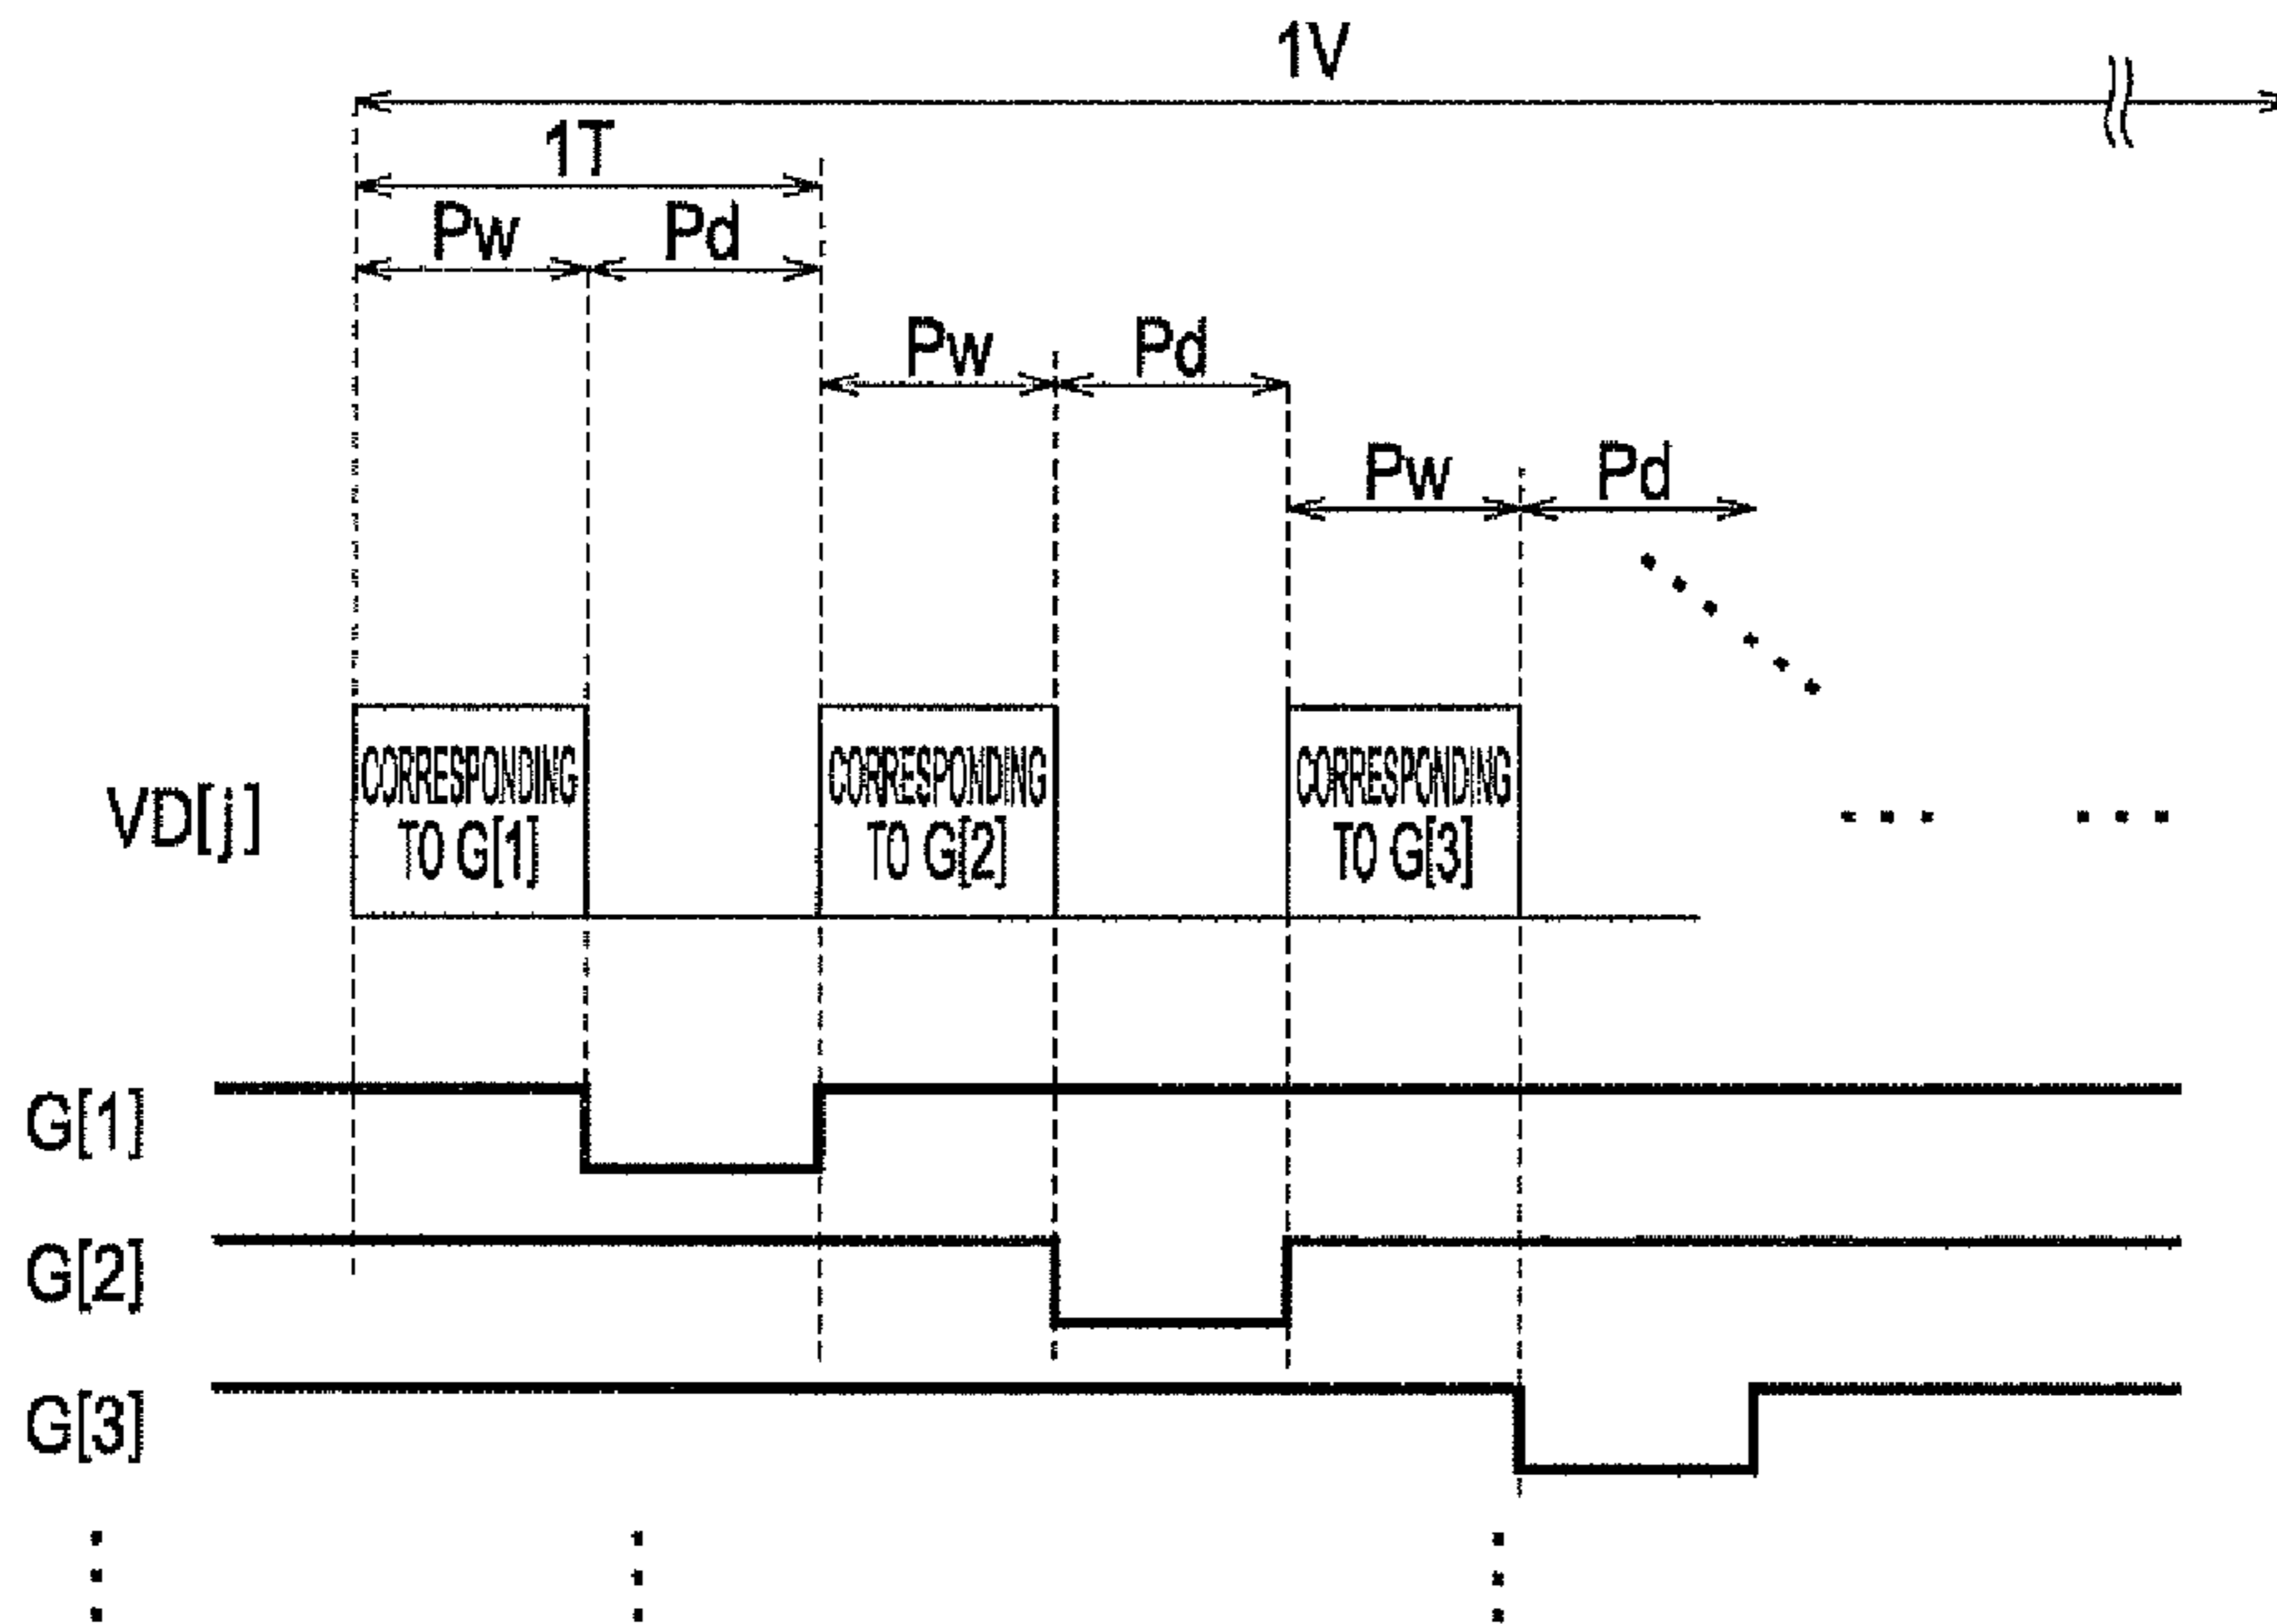 1V
1T
Pw Pd
Pw Pd
Pw Pd
VD[j]
CORRESPONDING
TO G[1]
CORRESPONDING
TO G[2]
CORRESPONDING
TO G[3]
G[1]
G[2]
G[3]